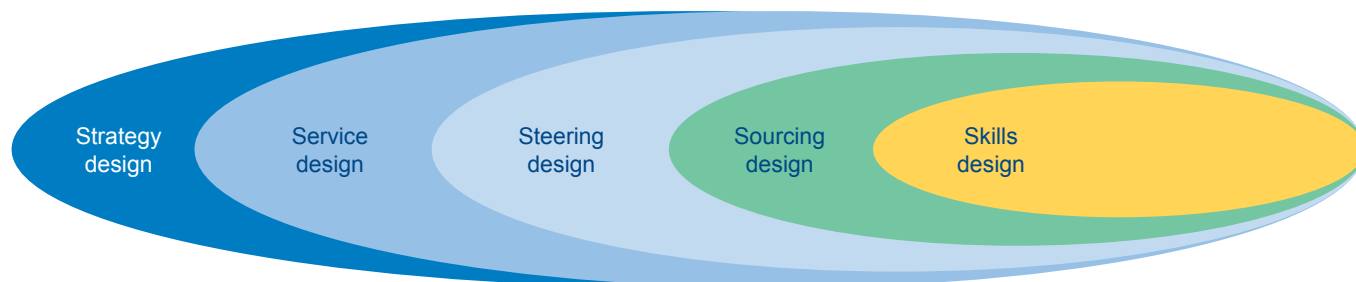 Strategy
design
Service
design
Steering
design
Sourcing
design
Skills
design